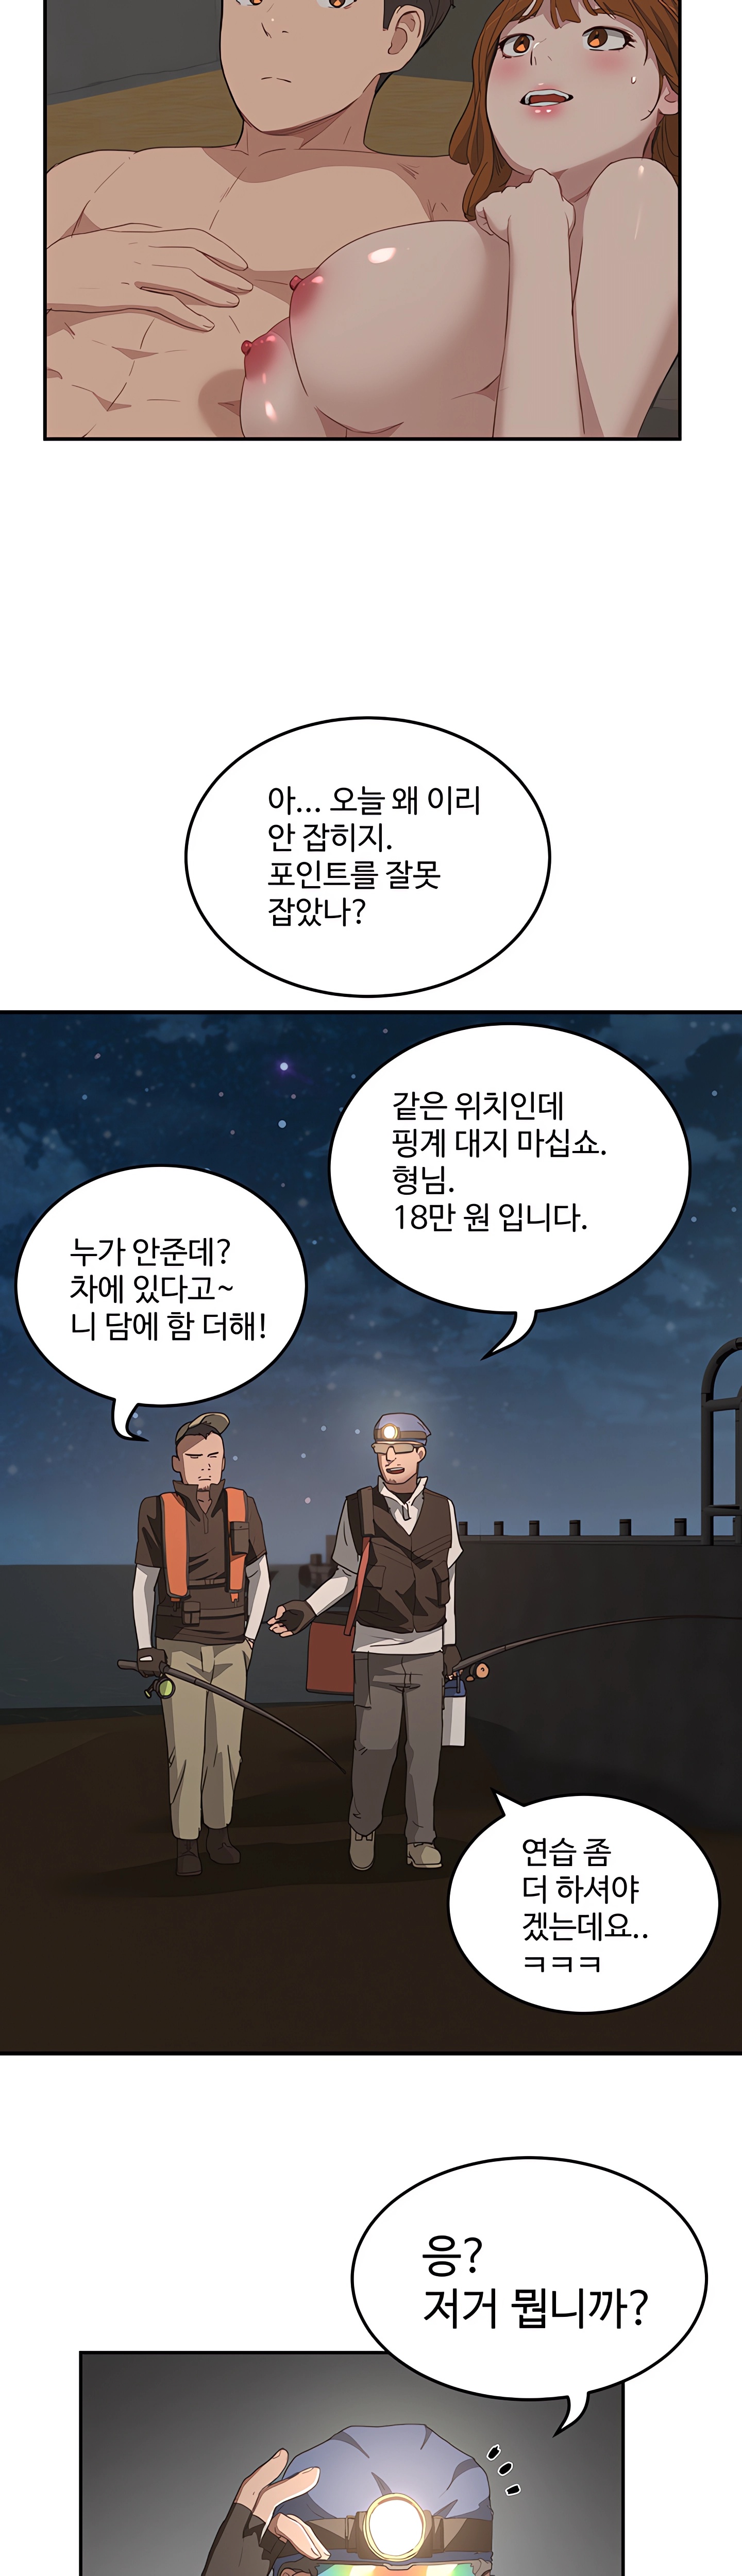 아... 오늘 왜 이리
안 잡히지.
포인트를 잘못
잡았나?
같은 위치인데
핑계 대지 마십쇼.
형님.
18만 원 입니다.
누가 안준데?
차에 있다고~
니 담에 함 더해!
연습 좀
더 하셔야
겠는데요..
ㅋㅋㅋ
응?
저거 뭡니까?